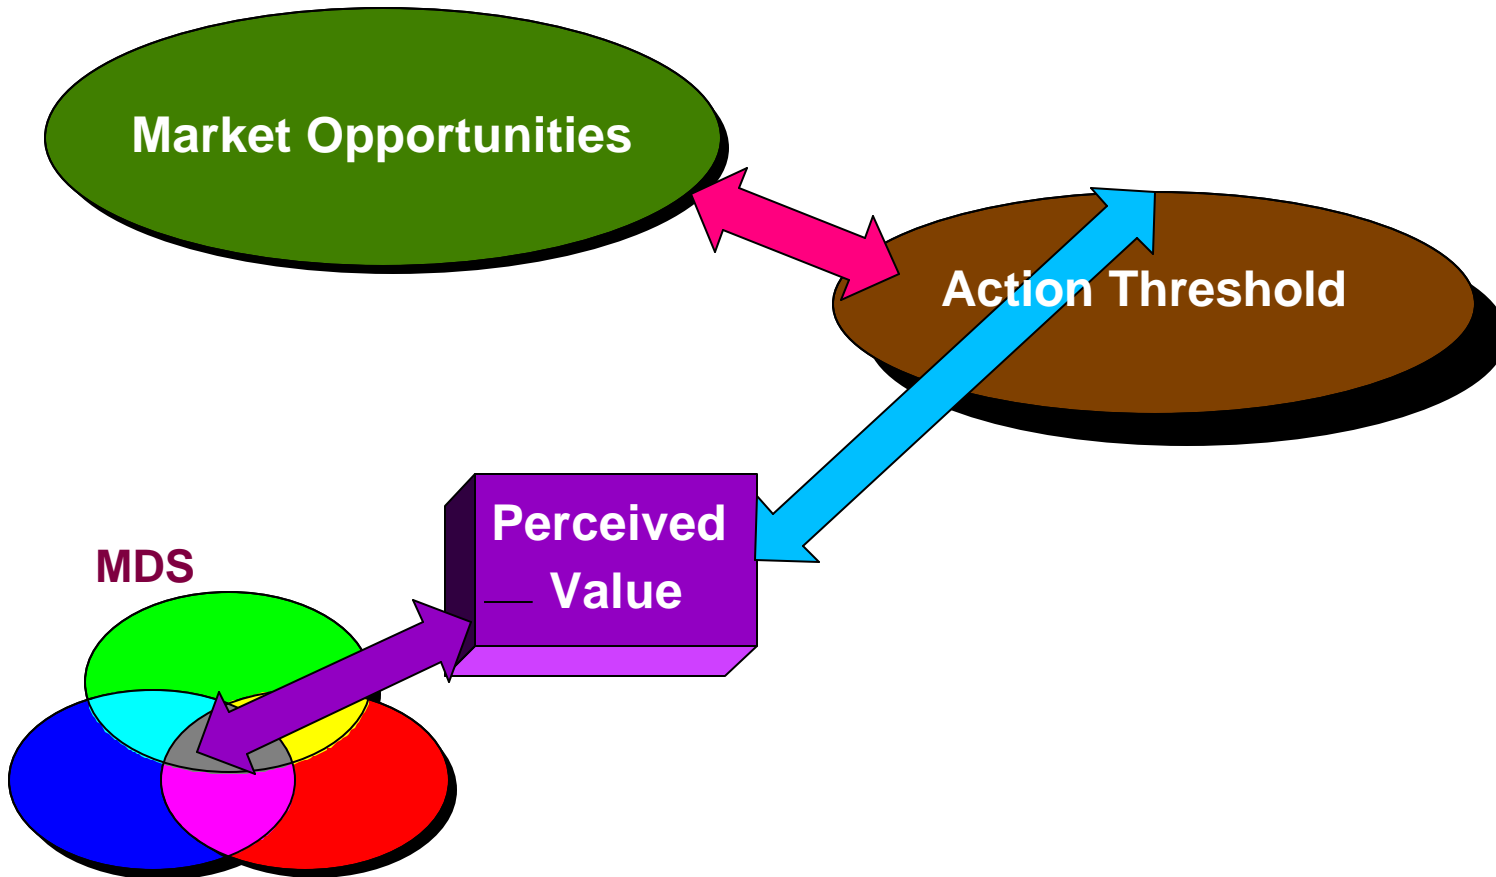 Market Opportunities
Action Threshold
Perceived
Value
MDS